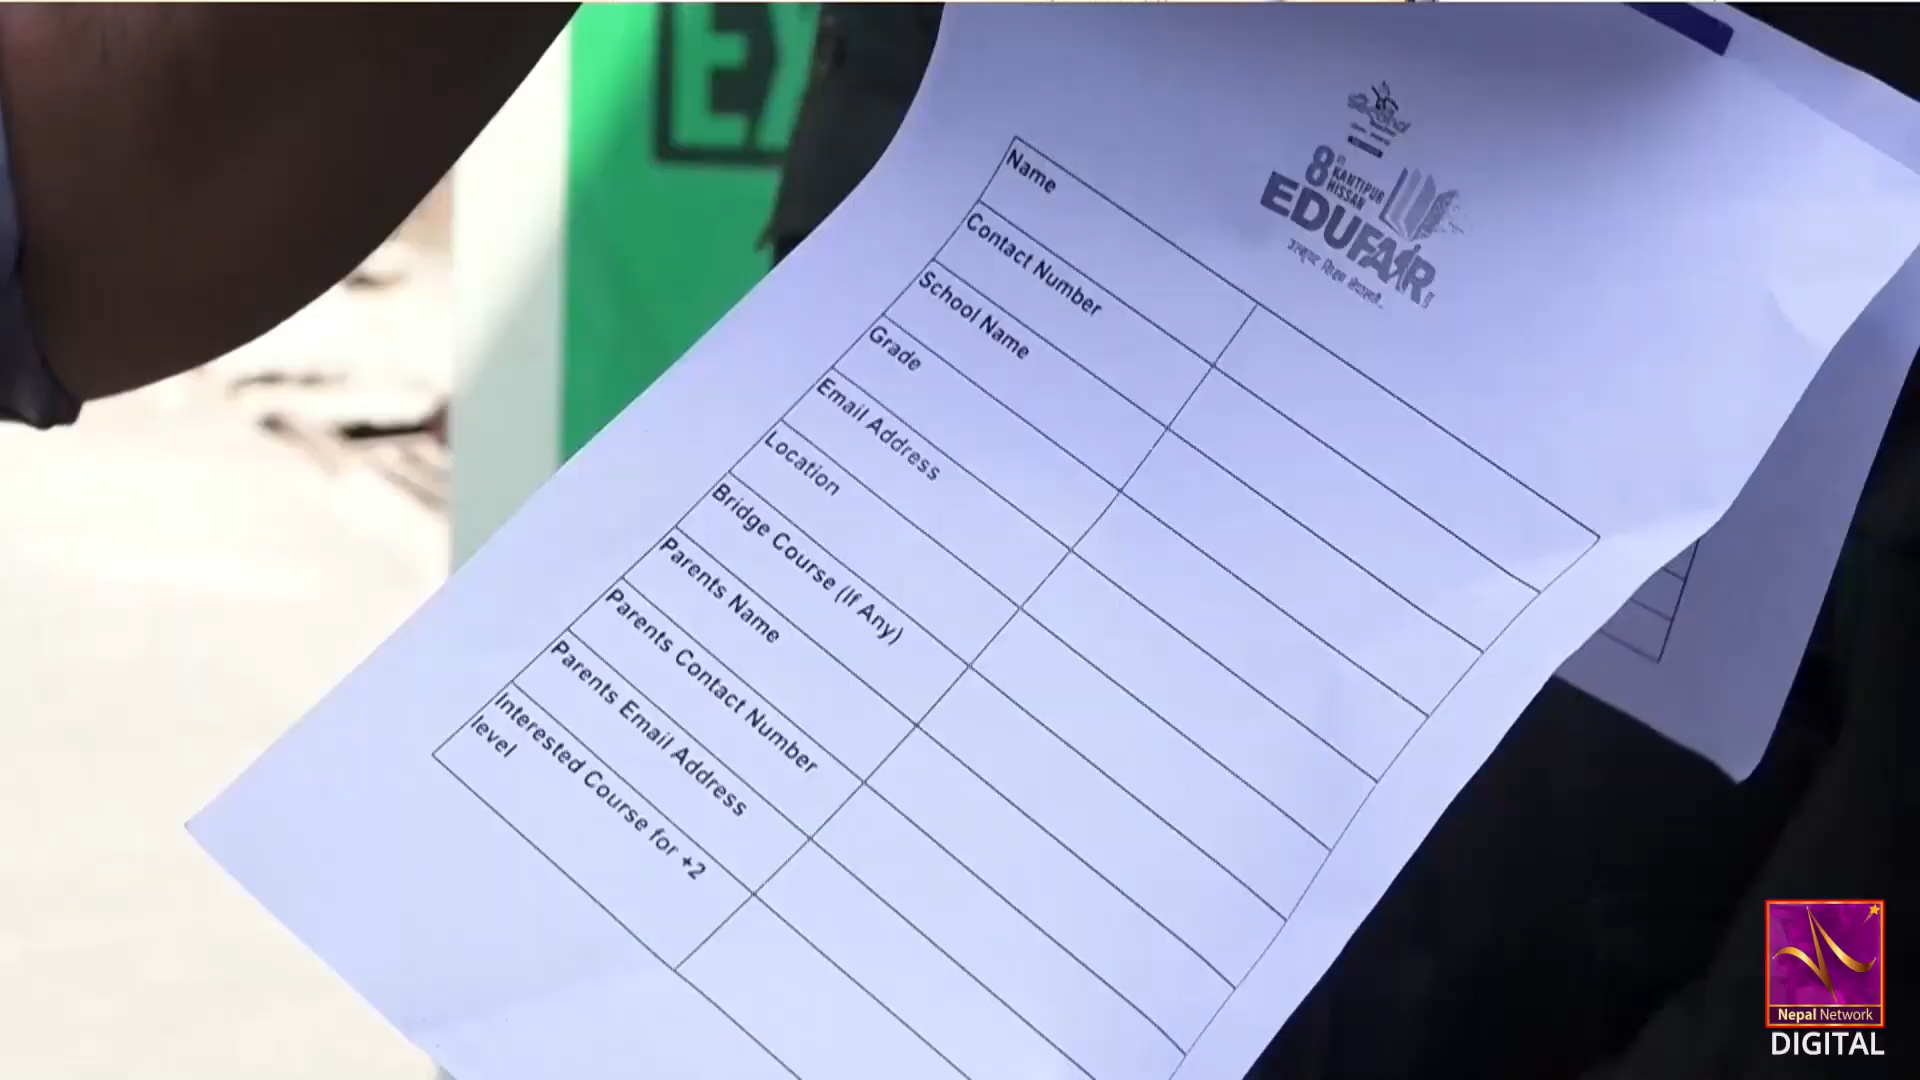 EX
8th
KANTIPUR
HISSAN
EDUFAIR
Name
Contact Number
School Name
Grade
Email Address
Location
Bridge Course (If Any)
Parents Name
Parents Contact Number
Parents Email Address
Interested Course for +2
level
Nepal Network
DIGITAL